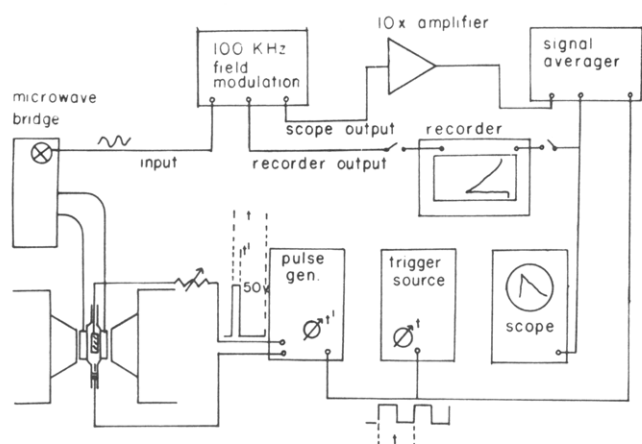 100 KHz
field
modulation
10x amplifier
signal
averager
microwave
bridge
input
scope output
recorder output
recorder
t
t'
50V
pulse
gen.
t'
trigger
source
t
scope
t